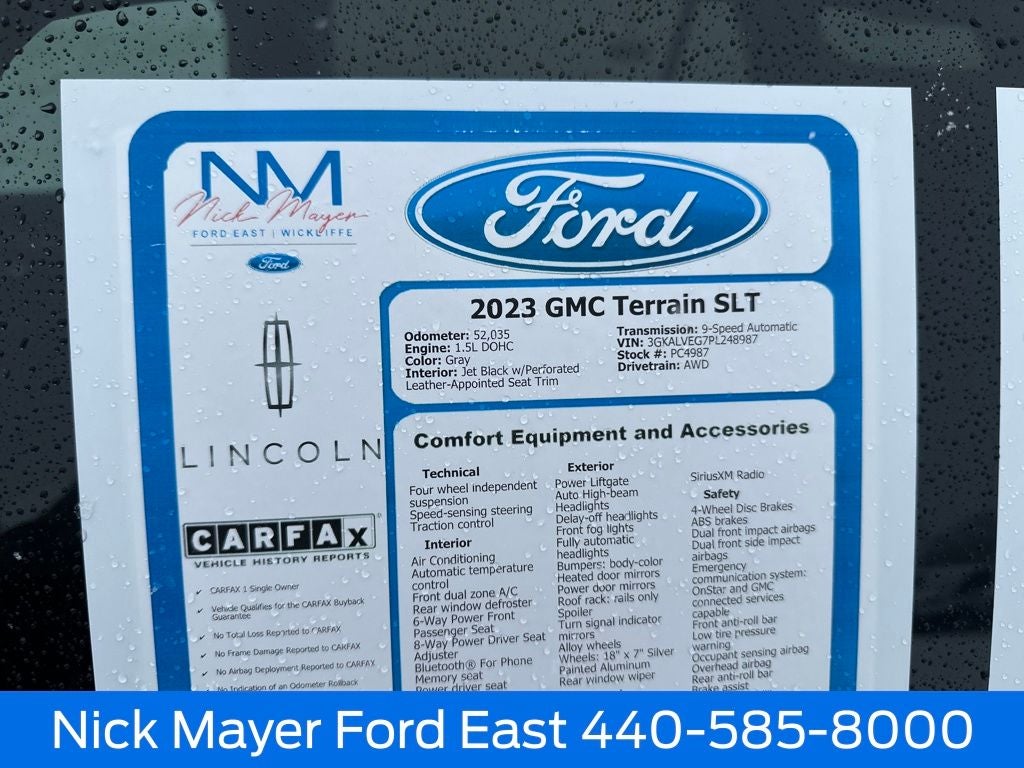 NM
Nick Mayer
FORD EAST | WICKLIFFE
Ford
Ford
LINCOLN
CARFAX
VEHICLE HISTORY REPORTS
✓ CARFAX 1 Single Owner
✓ Vehicle Qualifies for the CARFAX Buyback
Guarantee
✓ No Total Loss Reported to CARFAX
✓ No Frame Damage Reported to CARFAX
✓ No Airbag Deployment Reported to CARFAX
No Indication of an Odometer Rollback
2023 GMC Terrain SLT
Odometer: 52,035
Engine: 1.5L DOHC
Color: Gray
Interior: Jet Black w/Perforated
Leather-Appointed Seat Trim
Transmission: 9-Speed Automatic
VIN: 3GKALVEG7PL248987
Stock #: PC4987
Drivetrain: AWD
Comfort Equipment and Accessories
Technical
Four wheel independent
suspension
Speed-sensing steering
Traction control
Interior
Air Conditioning
Automatic temperature
control
Front dual zone A/C
Rear window defroster
6-Way Power Front
Passenger Seat
8-Way Power Driver Seat
Adjuster
Bluetooth® For Phone
Memory seat
Power driver seat
Exterior
Power Liftgate
Auto High-beam
Headlights
Delay-off headlights
Front fog lights
Fully automatic
headlights
Bumpers: body-color
Heated door mirrors
Power door mirrors
Roof rack: rails only
Spoiler
Turn signal indicator
mirrors
Alloy wheels
Wheels: 18" x 7" Silver
Painted Aluminum
Rear window wiper
SiriusXM Radio
Safety
4-Wheel Disc Brakes
ABS brakes
Dual front impact airbags
Dual front side impact
airbags
Emergency
communication system:
OnStar and GMC
connected services
capable
Front anti-roll bar
Low tire pressure
warning
Occupant sensing airbag
Overhead airbag
Rear anti-roll bar
Brake assist
Nick Mayer Ford East 440-585-8000